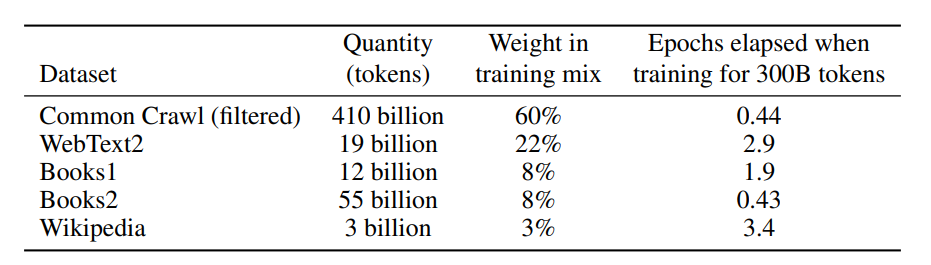 Dataset Quantity (tokens) Weight in training mix Epochs elapsed when training for 300B tokens
Common Crawl (filtered) 410 billion 60% 0.44
WebText2 19 billion 22% 2.9
Books1 12 billion 8% 1.9
Books2 55 billion 8% 0.43
Wikipedia 3 billion 3% 3.4